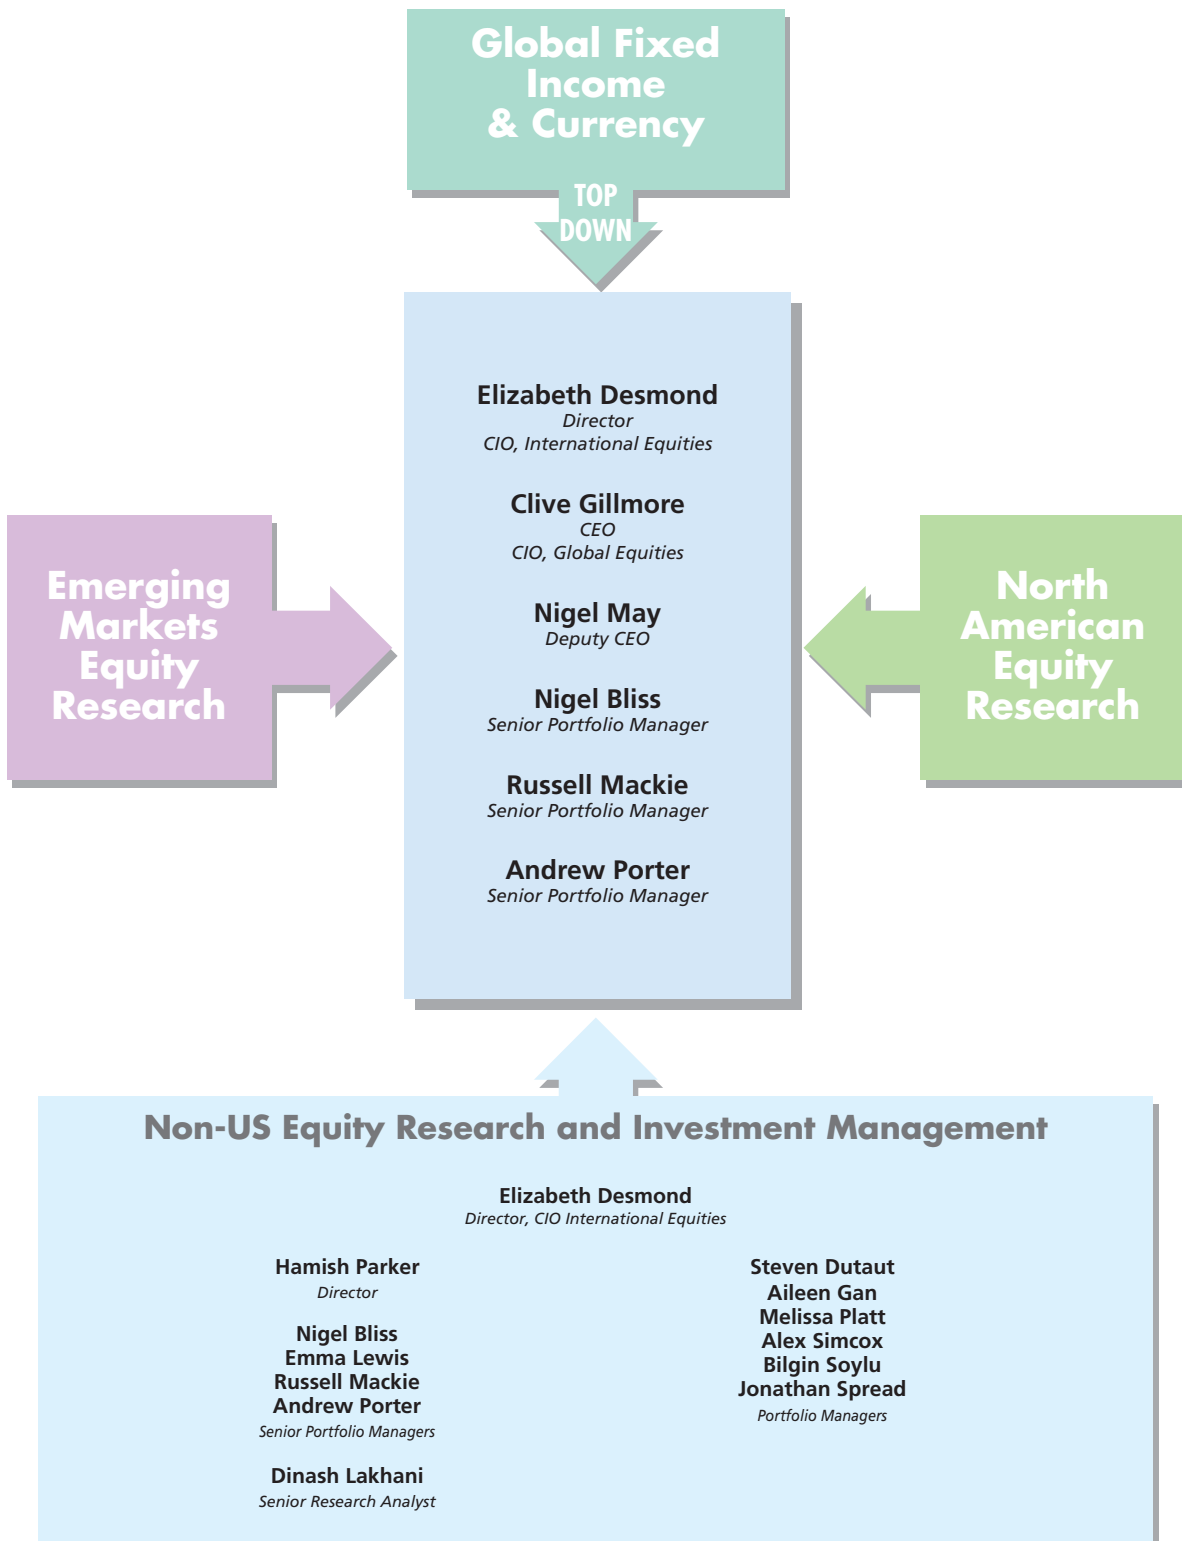 Global Fixed
Income
& Currency
TOP
DOWN
Elizabeth Desmond
Director
CIO, International Equities
Clive Gillmore
CEO
CIO, Global Equities
Nigel May
Deputy CEO
Nigel Bliss
Senior Portfolio Manager
Russell Mackie
Senior Portfolio Manager
Andrew Porter
Senior Portfolio Manager
Emerging
Markets
Equity
Research
North
American
Equity
Research
Non-US Equity Research and Investment Management
Elizabeth Desmond
Director, CIO International Equities
Hamish Parker
Director
Nigel Bliss
Emma Lewis
Russell Mackie
Andrew Porter
Senior Portfolio Managers
Dinash Lakhani
Senior Research Analyst
Steven Dutaut
Aileen Gan
Melissa Platt
Alex Simcox
Bilgin Soylu
Jonathan Spread
Portfolio Managers